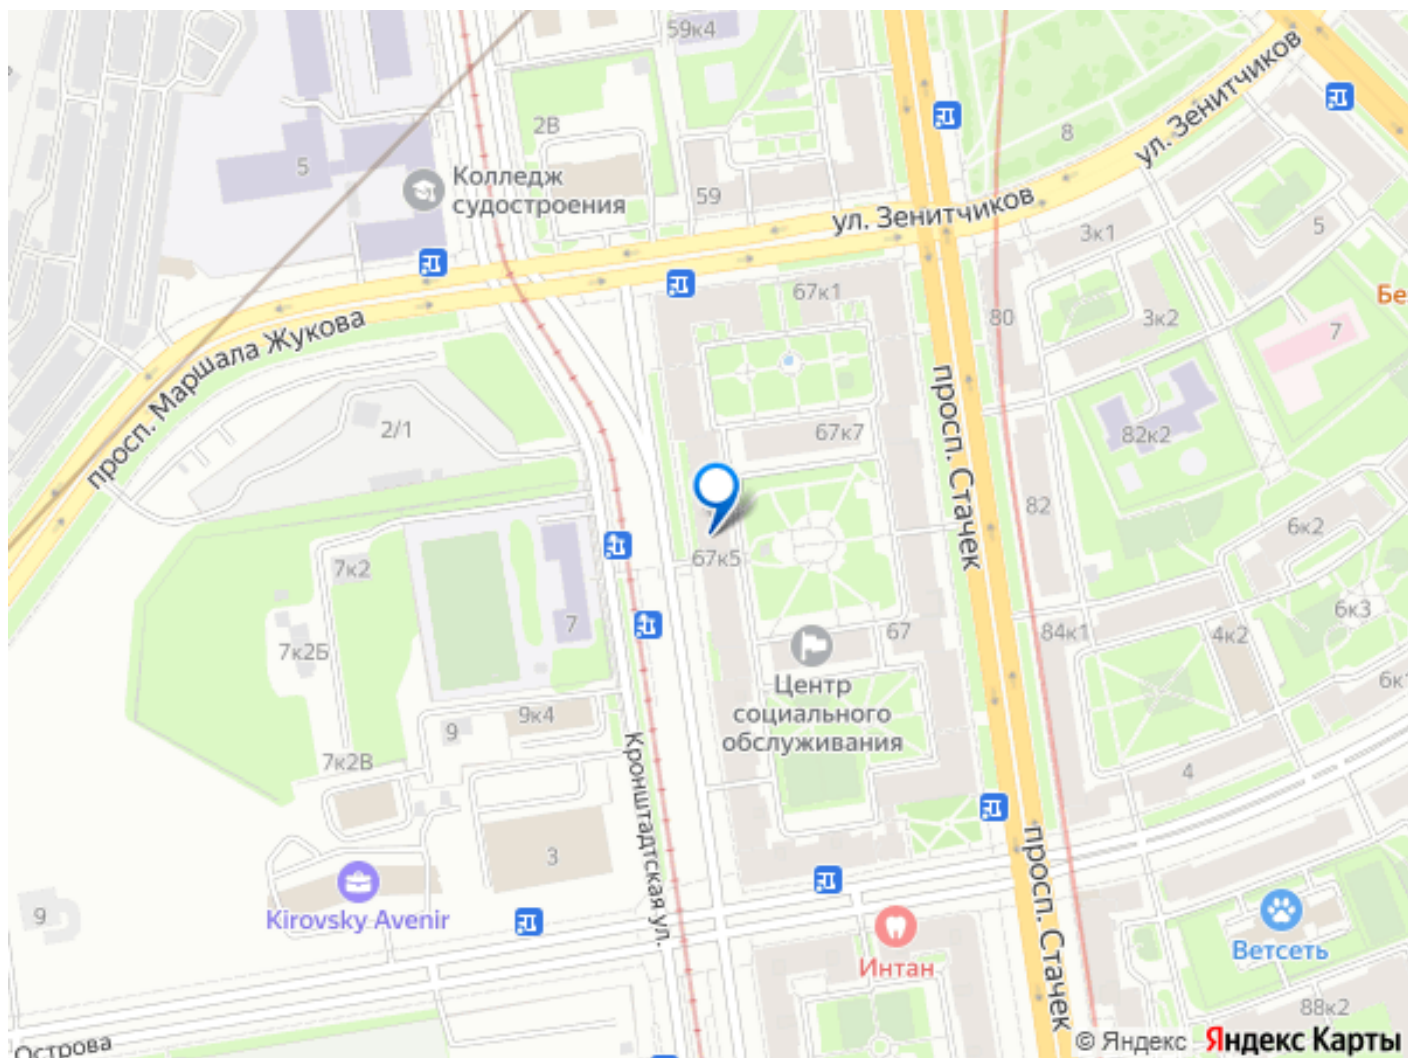 59к4
ул. Зенитчиков
2В
8
5
Колледж
судостроения
59
ул. Зенитчиков
3к1
5
67к1
80
3к2
7
Бе
просп. Маршала Жукова
просп. Стачек
2/1
67к7
82к2
82
6к2
67к5
7к2
7
6к3
7к2Б
67
84к1
4к2
Центр
социального
обслуживания
6к1
9к4
9
7к2В
4
Кронштадтская ул.
просп. Стачек
3
9
Kirovsky Avenir
Интан
Ветсеть
88к2
Острова
© Яндекс Яндекс Карты